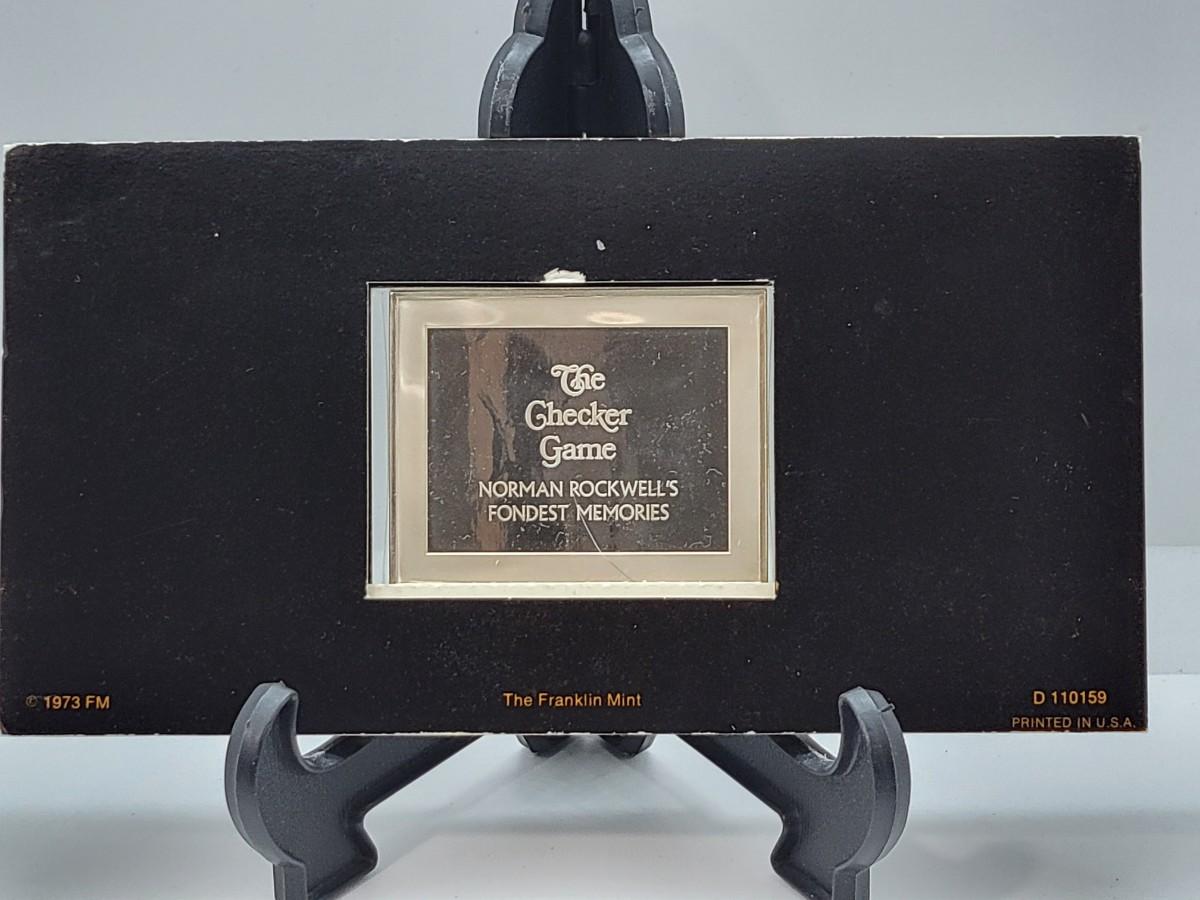 The
Checker
Game
NORMAN ROCKWELL'S
FONDEST MEMORIES
© 1973 FM
The Franklin Mint
D 110159
PRINTED IN U.S.A.